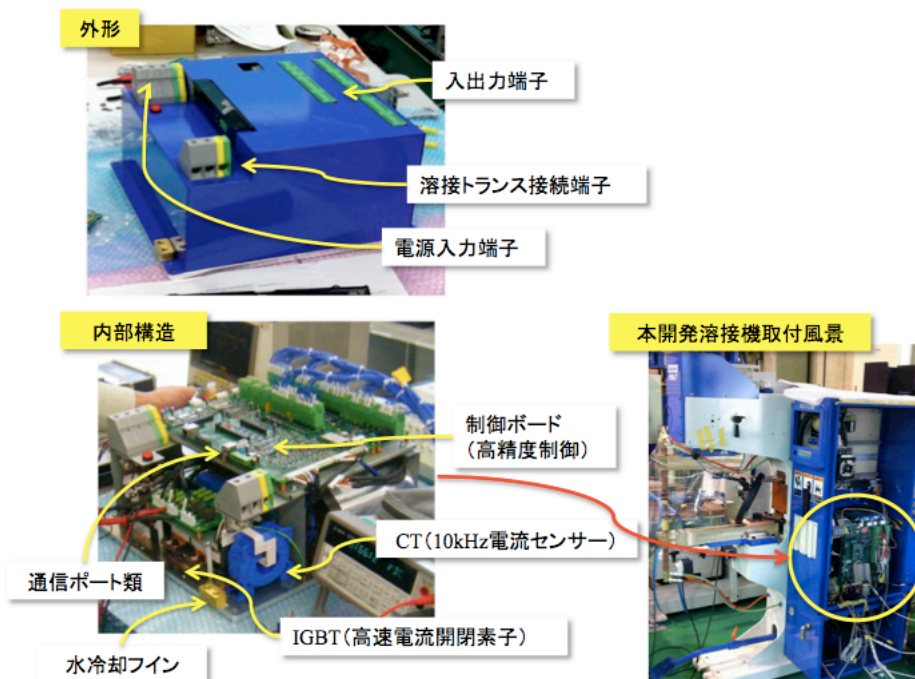 外形
入出力端子
溶接トランス接続端子
電源入力端子
内部構造
本開発溶接機取付風景
制御ボード
（高精度制御）
CT（10kHz電流センサー）
通信ポート類
IGBT（高速電流開閉素子）
水冷却フイン